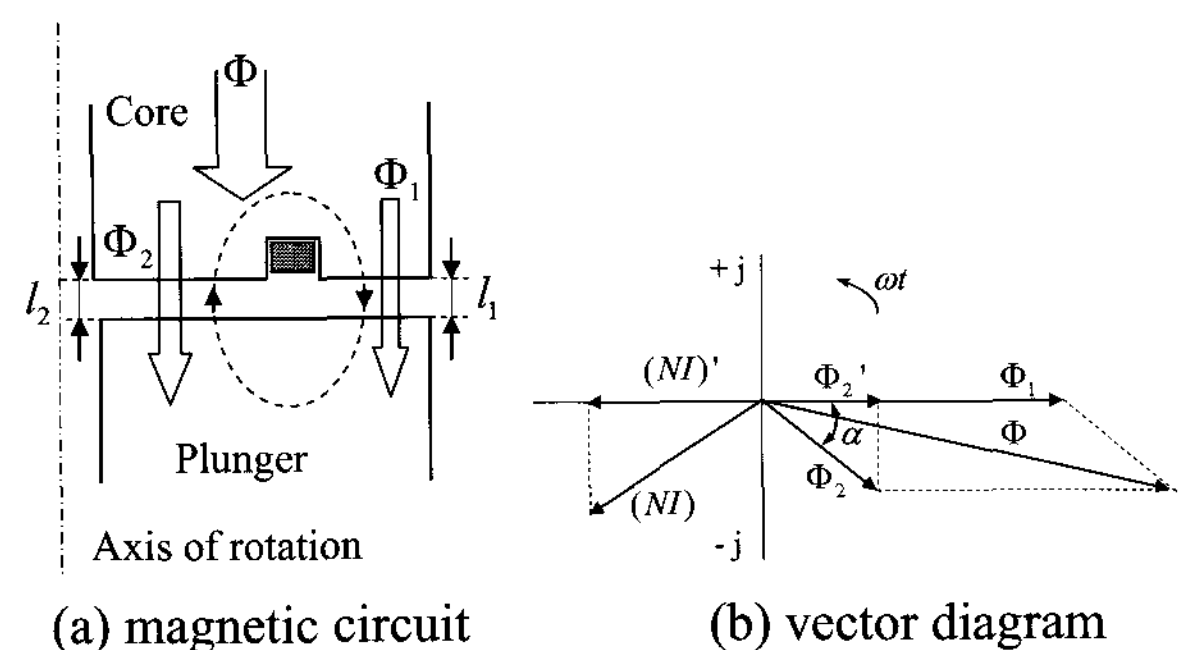 Φ
Core
Φ₁
Φ₂
l₂
l₁
Plunger
Axis of rotation
(a) magnetic circuit
+j
ωt
(NI)'
Φ₂'
Φ₁
α
Φ
Φ₂
(NI)
-j
(b) vector diagram